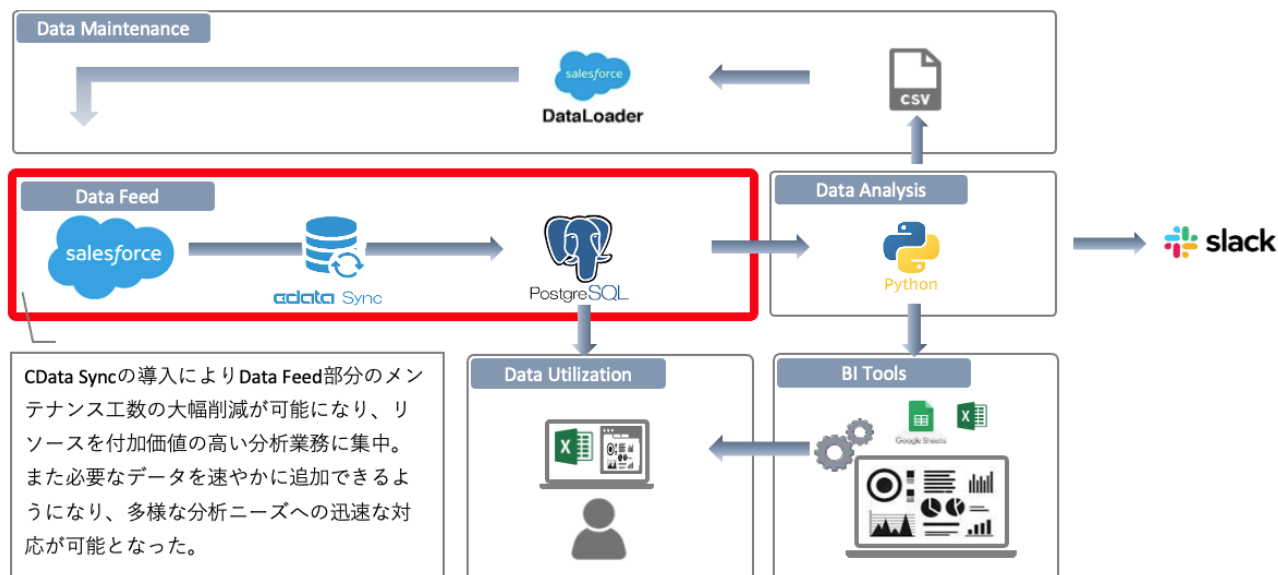 Data Maintenance
salesforce
DataLoader
CSV
Data Feed
salesforce
cdata Sync
PostgreSQL
Data Analysis
Python
slack
CData Syncの導入によりData Feed部分のメン
テナンス工数の大幅削減が可能になり、リ
ソースを付加価値の高い分析業務に集中。
また必要なデータを速やかに追加できるよ
うになり、多様な分析ニーズへの迅速な対
応が可能となった。
Data Utilization
X
BI Tools
Google Sheets
X